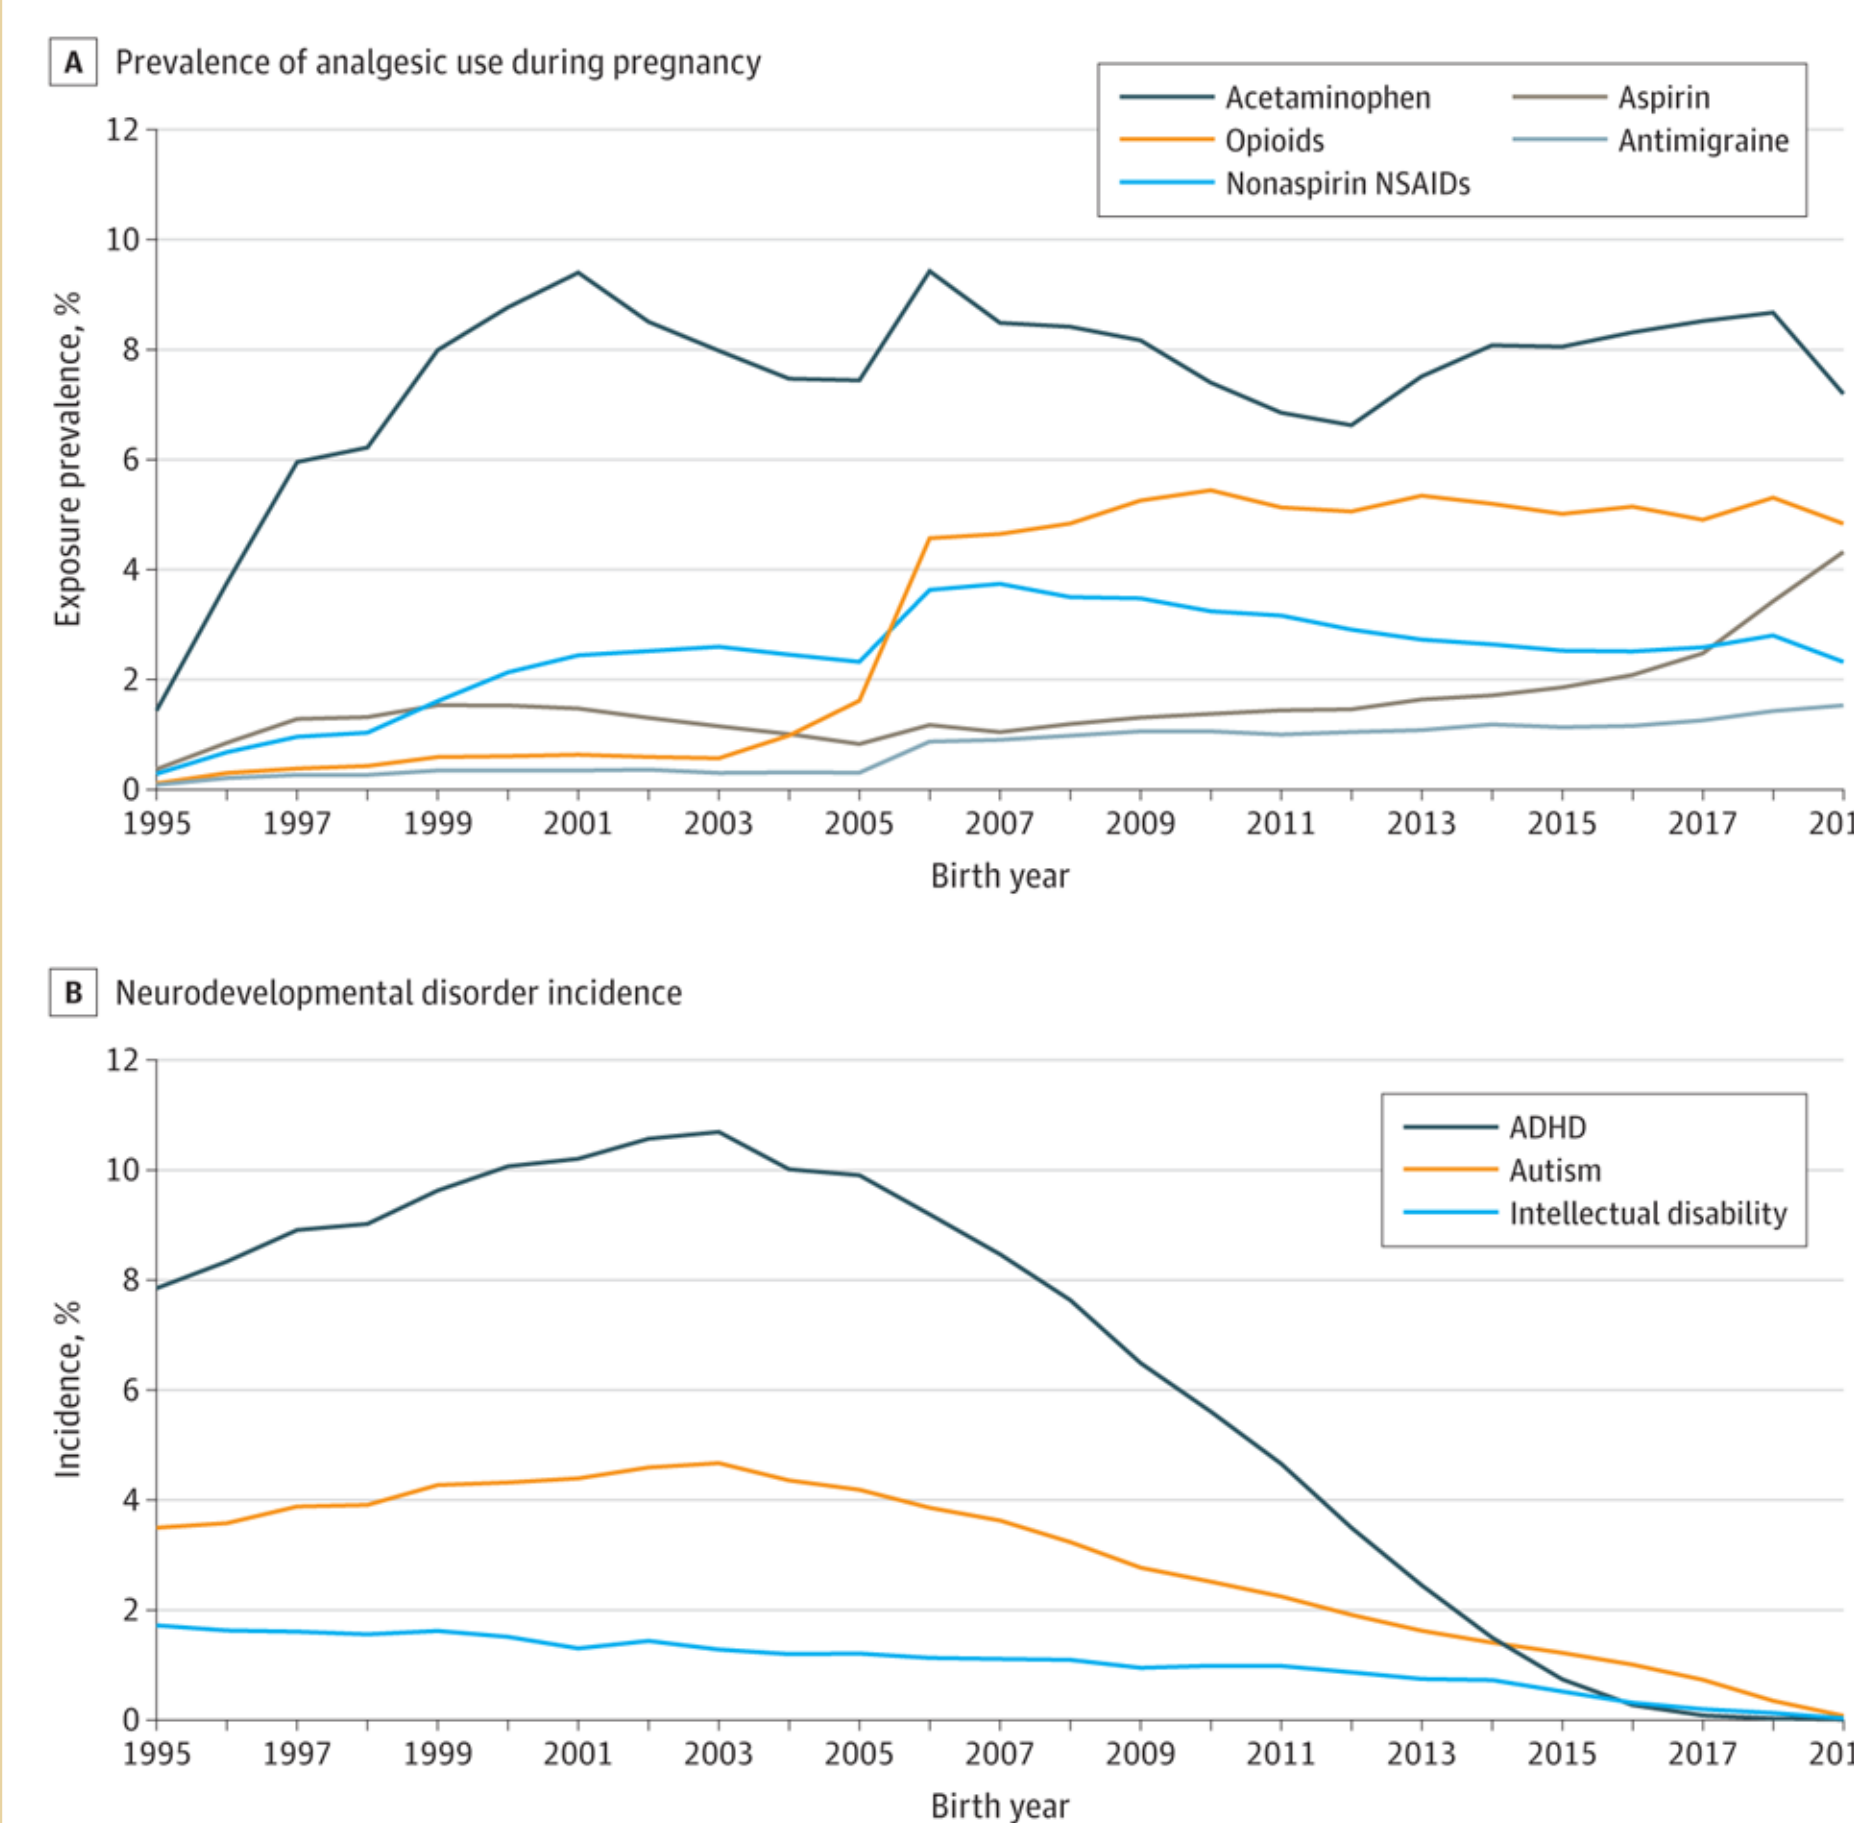 A Prevalence of analgesic use during pregnancy
Acetaminophen Aspirin
Opioids Antimigraine
Nonaspirin NSAIDs
12
10
8
6
4
2
0
Exposure prevalence, %
1995 1997 1999 2001 2003 2005 2007 2009 2011 2013 2015 2017 201
Birth year
B Neurodevelopmental disorder incidence
ADHD
Autism
Intellectual disability
12
10
8
6
4
2
0
Incidence, %
1995 1997 1999 2001 2003 2005 2007 2009 2011 2013 2015 2017 201
Birth year